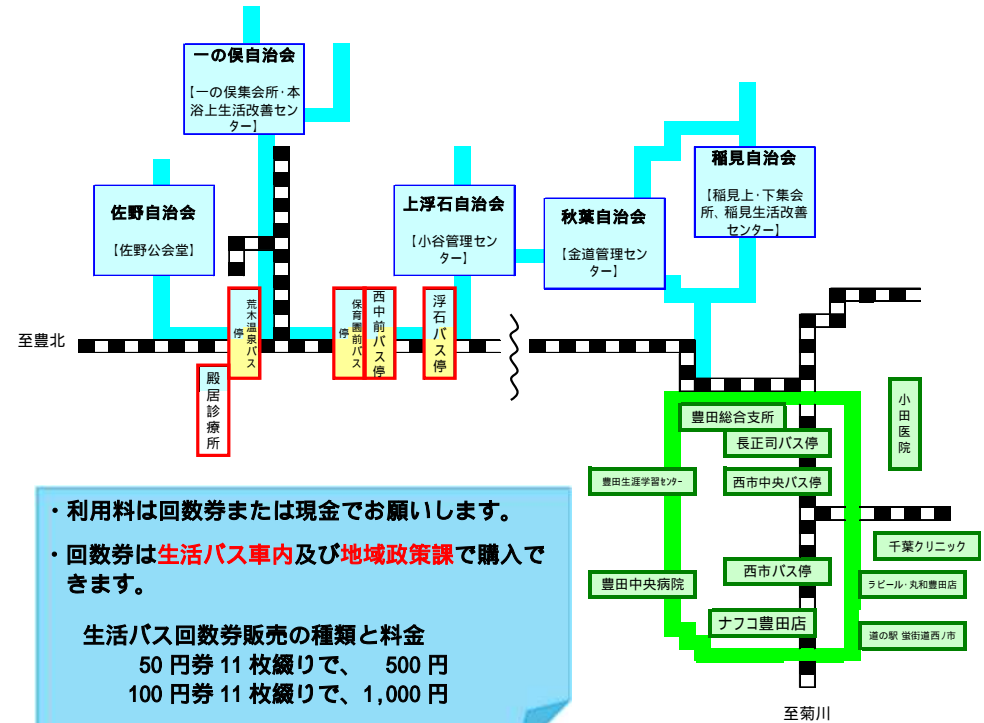 一の俣自治会
【一の俣集会所・本
浴上生活改善セン
ター】
稲見自治会
【稲見上・下集会
所、稲見生活改善
センター】
佐野自治会
【佐野公会堂】
上浮石自治会
【小谷管理セン
ター】
秋葉自治会
【金道管理セン
ター】
至豊北
荒木温泉バス
停
保育園前バス
停
西中前バス停
浮石バス停
殿居診療所
小田医院
豊田総合支所
長正司バス停
豊田生涯学習センター
西市中央バス停
千葉クリニック
豊田中央病院
西市バス停
ラピール・丸和豊田店
ナフコ豊田店
道の駅 蛍街道西ノ市
至菊川
・利用料は回数券または現金でお願いします。
・回数券は生活バス車内及び地域政策課で購入で
きます。
生活バス回数券販売の種類と料金
50 円券 11 枚綴りで、 500 円
100 円券 11 枚綴りで、1,000 円